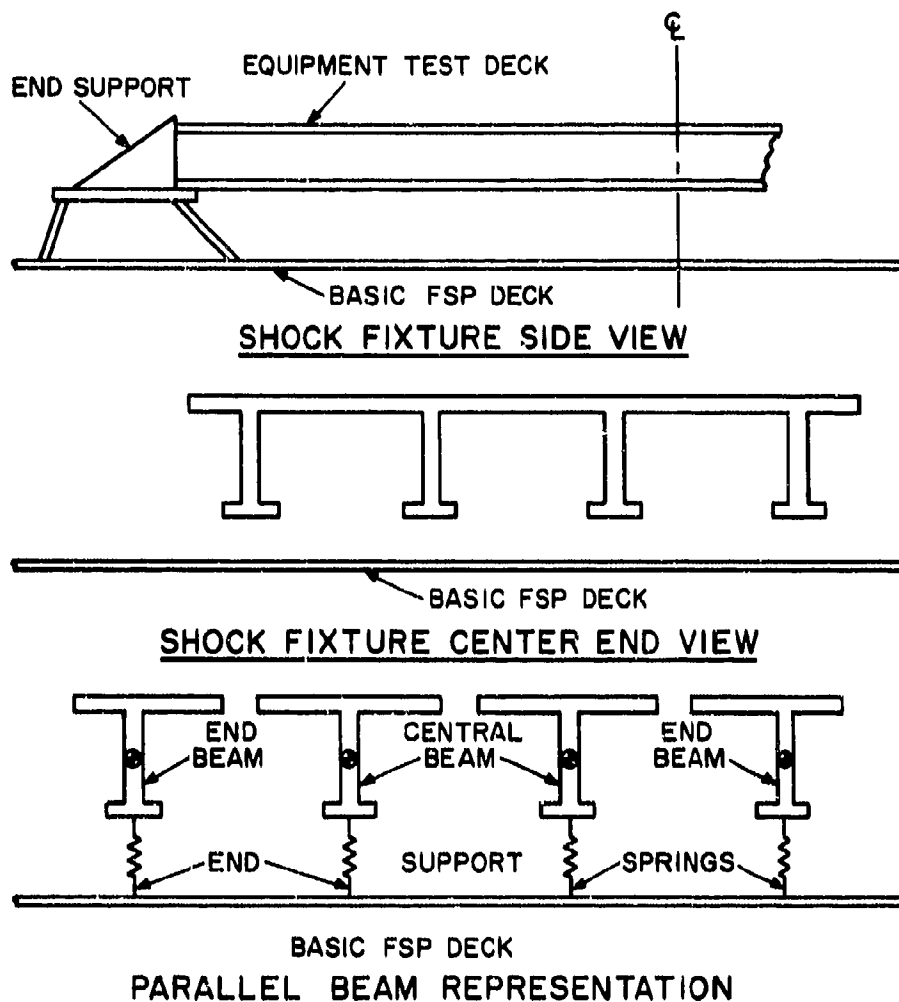 ℄
EQUIPMENT TEST DECK
END SUPPORT
BASIC FSP DECK
SHOCK FIXTURE SIDE VIEW
BASIC FSP DECK
SHOCK FIXTURE CENTER END VIEW
END
BEAM
CENTRAL
BEAM
END
BEAM
END
SUPPORT
SPRINGS
BASIC FSP DECK
PARALLEL BEAM REPRESENTATION